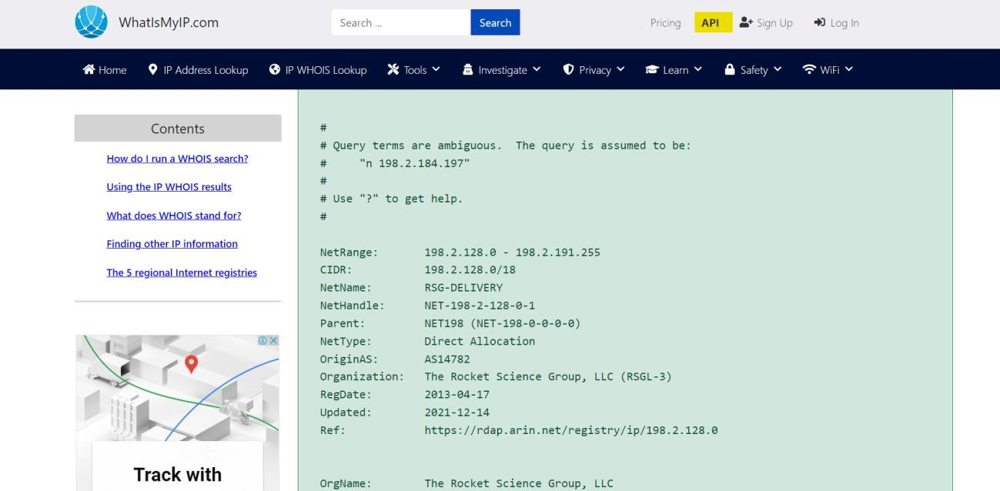 WhatIsMyIP.com
Search ...
Search
Pricing
API
Sign Up
Log In
Home
IP Address Lookup
IP WHOIS Lookup
Tools
Investigate
Privacy
Learn
Safety
WiFi
Contents
How do I run a WHOIS search?
Using the IP WHOIS results
What does WHOIS stand for?
Finding other IP information
The 5 regional Internet registries
Track with
#
# Query terms are ambiguous.  The query is assumed to be:
#     "n 198.2.184.197"
#
# Use "?" to get help.
#
NetRange:       198.2.128.0 - 198.2.191.255
CIDR:           198.2.128.0/18
NetName:        RSG-DELIVERY
NetHandle:      NET-198-2-128-0-1
Parent:         NET198 (NET-198-0-0-0-0)
NetType:        Direct Allocation
OriginAS:       AS14782
Organization:   The Rocket Science Group, LLC (RSGL-3)
RegDate:        2013-04-17
Updated:        2021-12-14
Ref:            https://rdap.arin.net/registry/ip/198.2.128.0
OrgName:        The Rocket Science Group, LLC